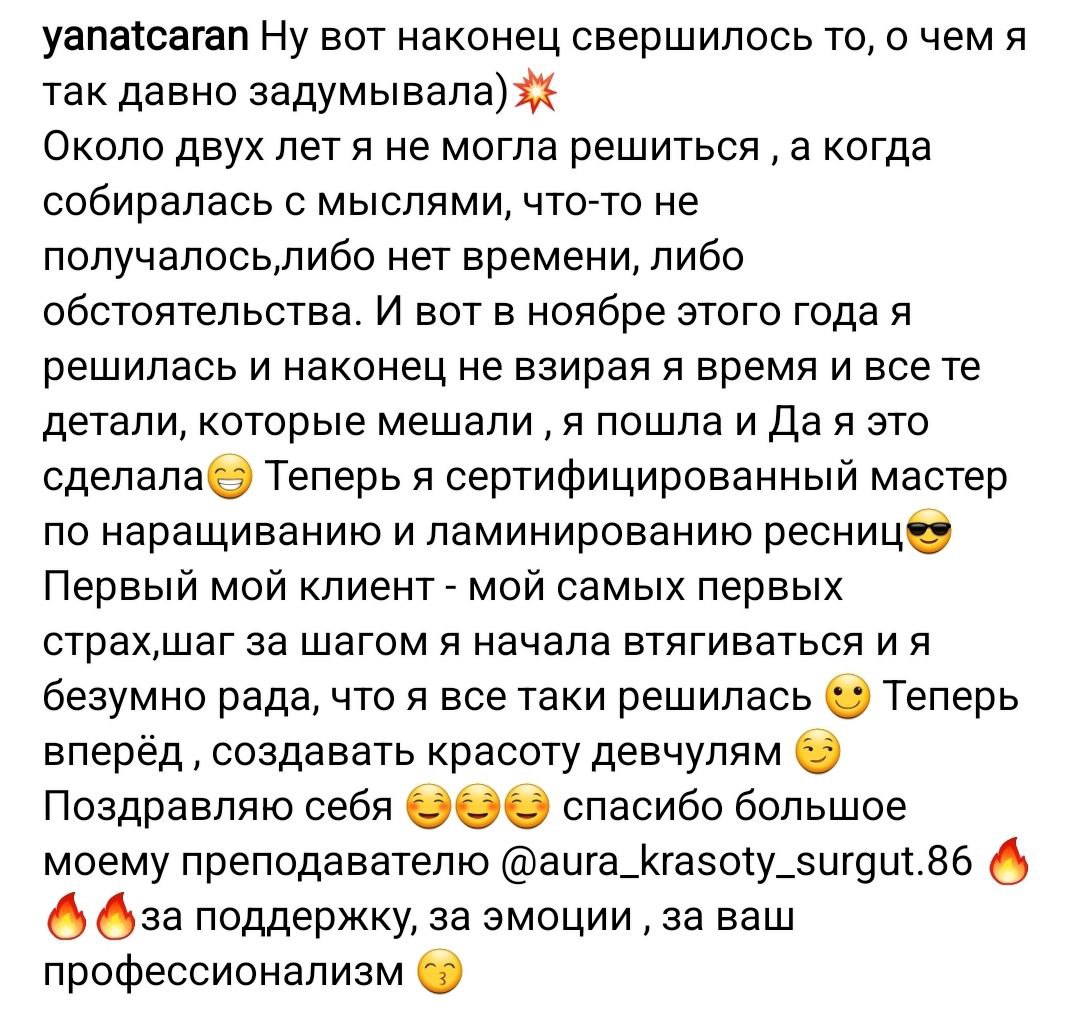 yanatcaran Ну вот наконец свершилось то, о чем я
так давно задумывала)💥
Около двух лет я не могла решиться , а когда
собиралась с мыслями, что-то не
получалось,либо нет времени, либо
обстоятельства. И вот в ноябре этого года я
решилась и наконец не взирая я время и все те
детали, которые мешали , я пошла и Да я это
сделала😁 Теперь я сертифицированный мастер
по наращиванию и ламинированию ресниц😎
Первый мой клиент - мой самых первых
страх,шаг за шагом я начала втягиваться и я
безумно рада, что я все таки решилась 🙂 Теперь
вперёд , создавать красоту девчулям 😏
Поздравляю себя ☺️☺️☺️ спасибо большое
моему преподавателю @aura_krasoty_surgut.86 🔥
🔥🔥за поддержку, за эмоции , за ваш
профессионализм 😙